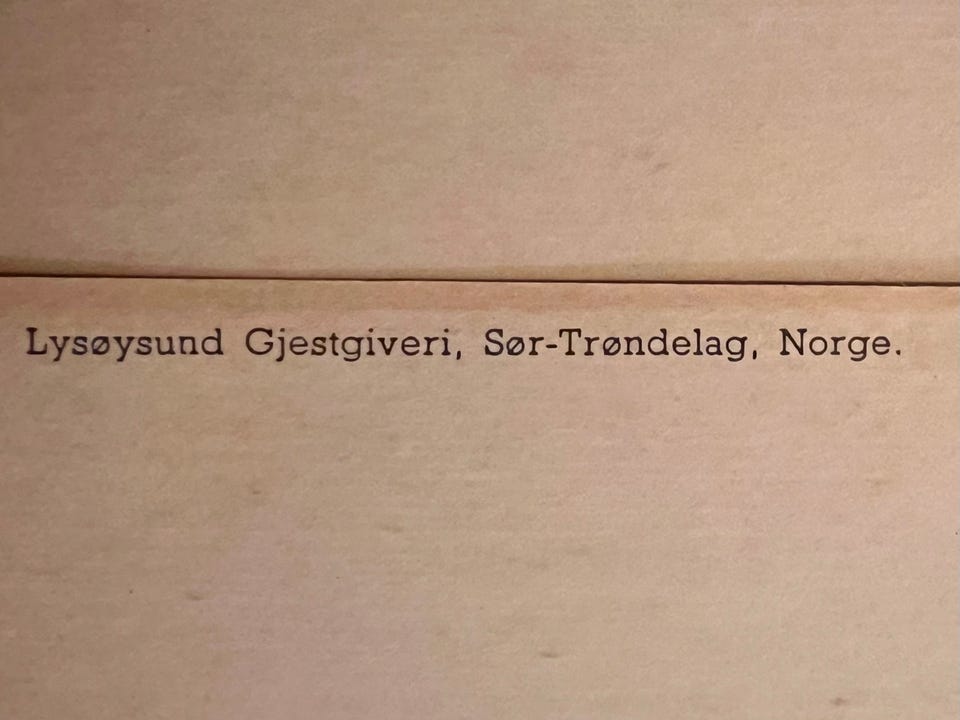 Lysøysund Gjestgiveri, Sør-Trøndelag, Norge.